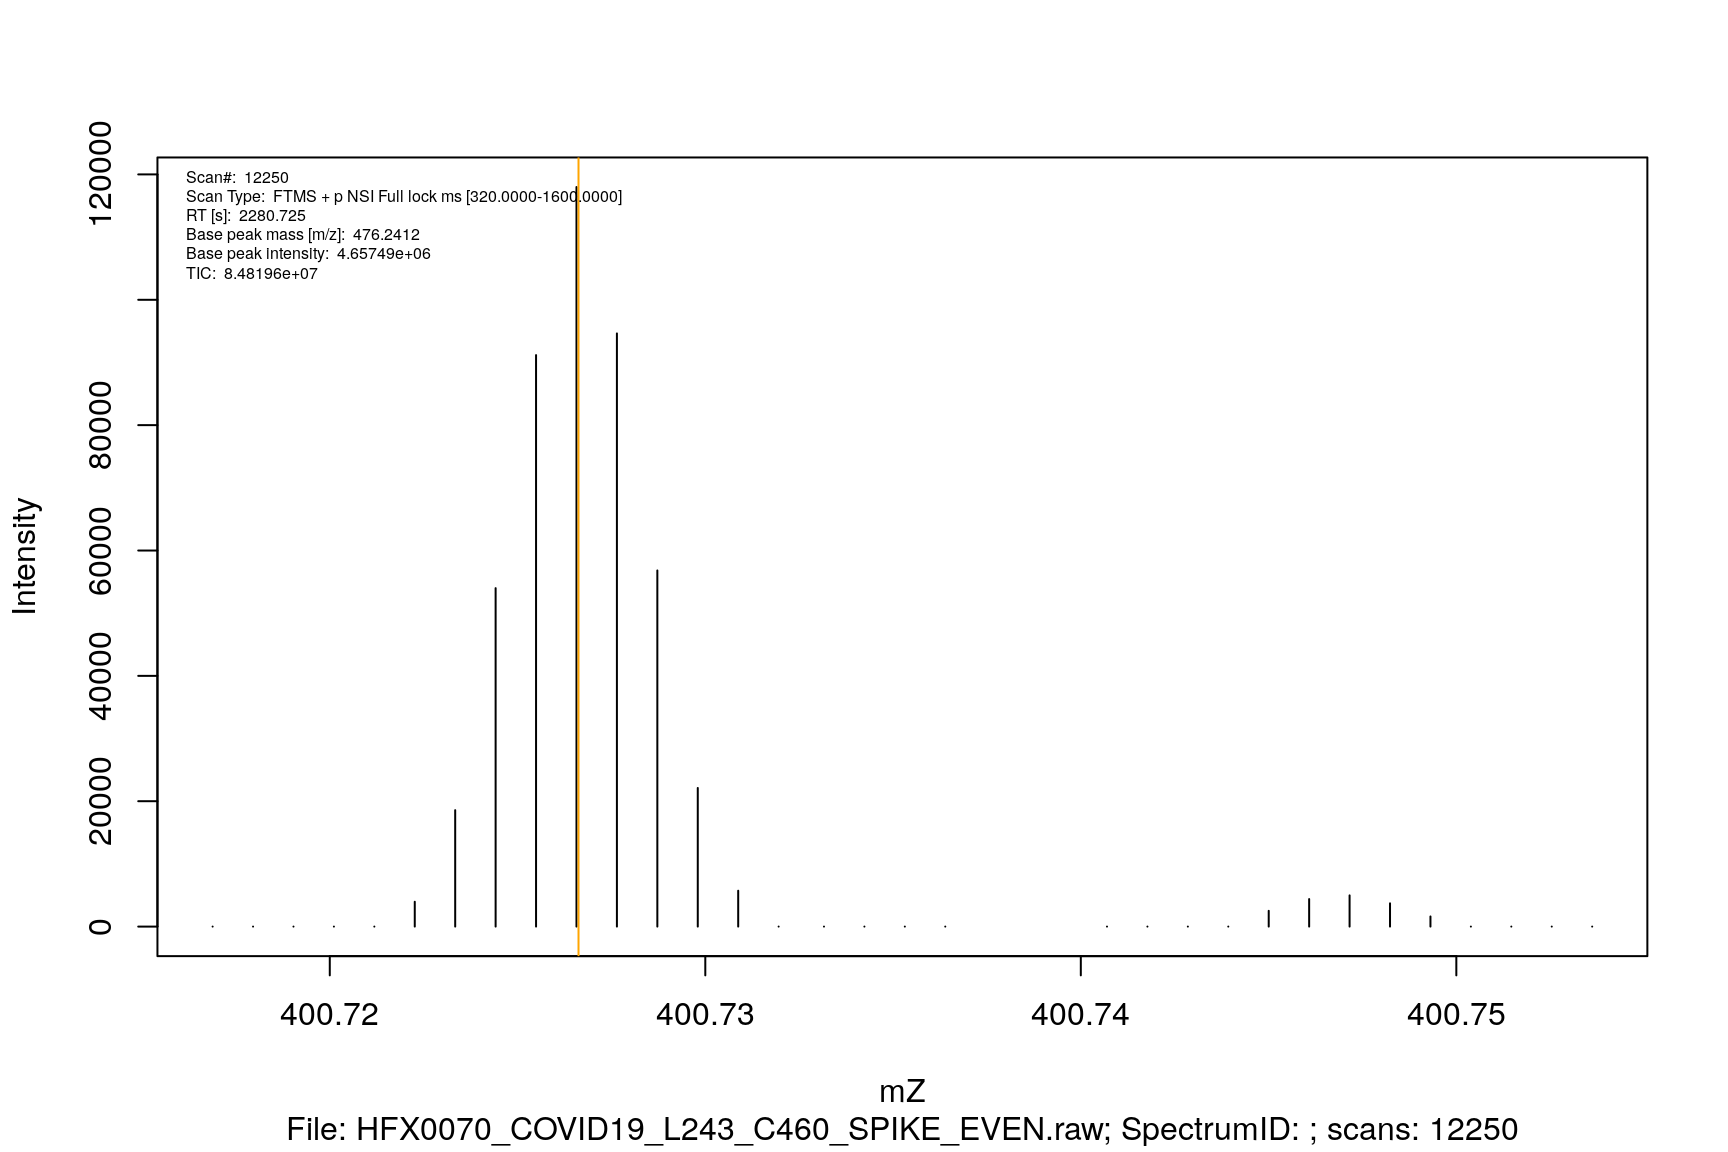 120000
80000
60000
40000
20000
0
Intensity
Scan#: 12250
Scan Type: FTMS + p NSI Full lock ms [320.0000-1600.0000]
RT [s]: 2280.725
Base peak mass [m/z]: 476.2412
Base peak intensity: 4.65749e+06
TIC: 8.48196e+07
400.72 400.73 400.74 400.75
mZ
File: HFX0070_COVID19_L243_C460_SPIKE_EVEN.raw; SpectrumID: ; scans: 12250